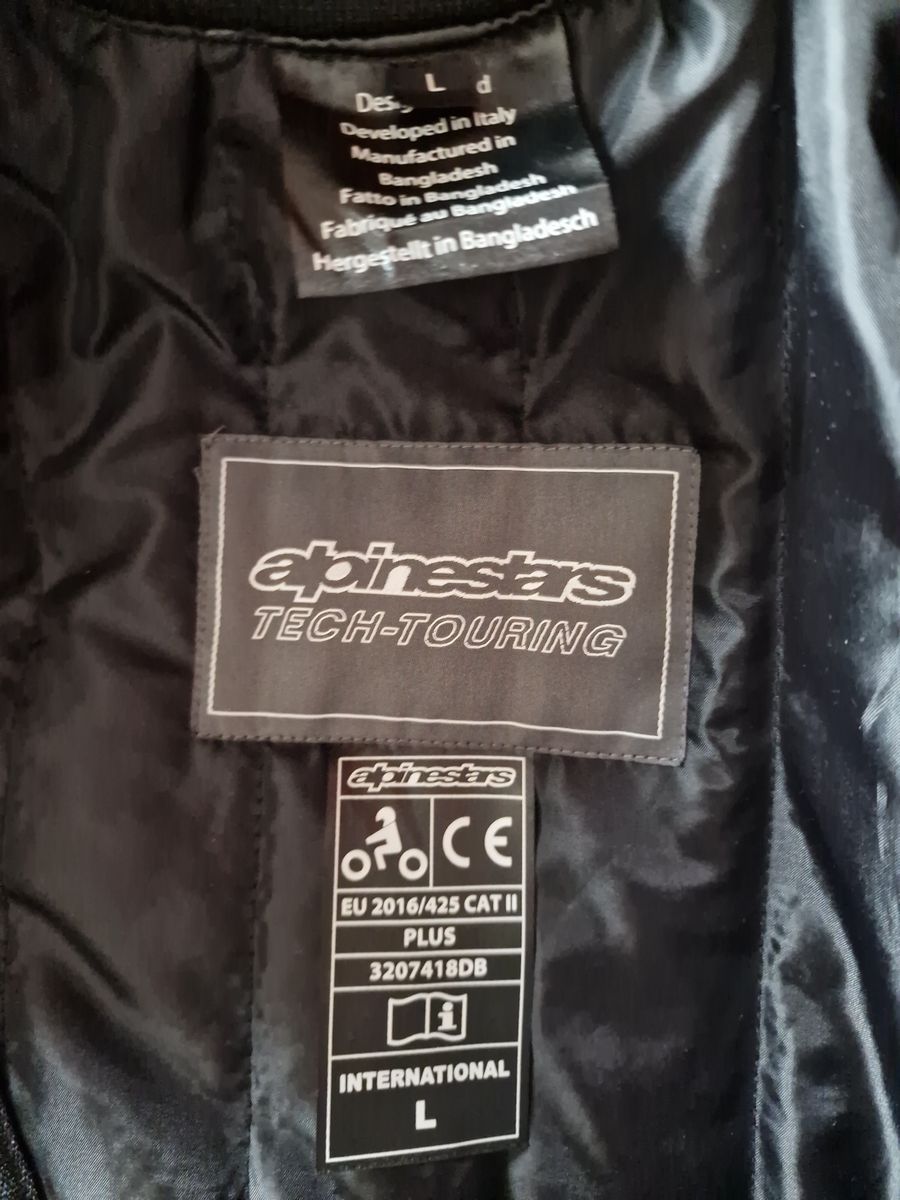 L
d
Developed in Italy
Manufactured in
Bangladesh
Fatto in Bangladesh
Fabriqué au Bangladesh
Hergestellt in Bangladesch
alpinestars
TECH-TOURING
alpinestars
CE
EU 2016/425 CAT II
PLUS
3207418DB
i
INTERNATIONAL
L